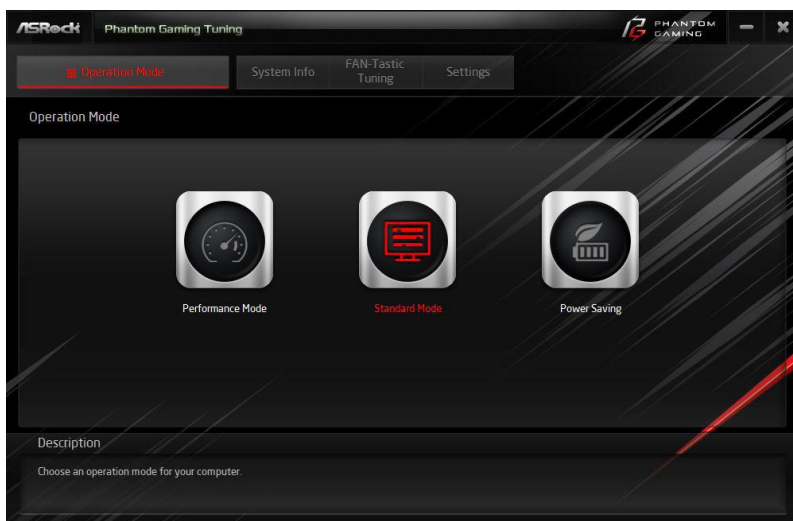 ASRock
Phantom Gaming Tuning
PHANTOM
GAMING
Operation Mode
System Info
FAN-Tastic
Tuning
Settings
Operation Mode
Performance Mode
Standard Mode
Power Saving
Description
Choose an operation mode for your computer.